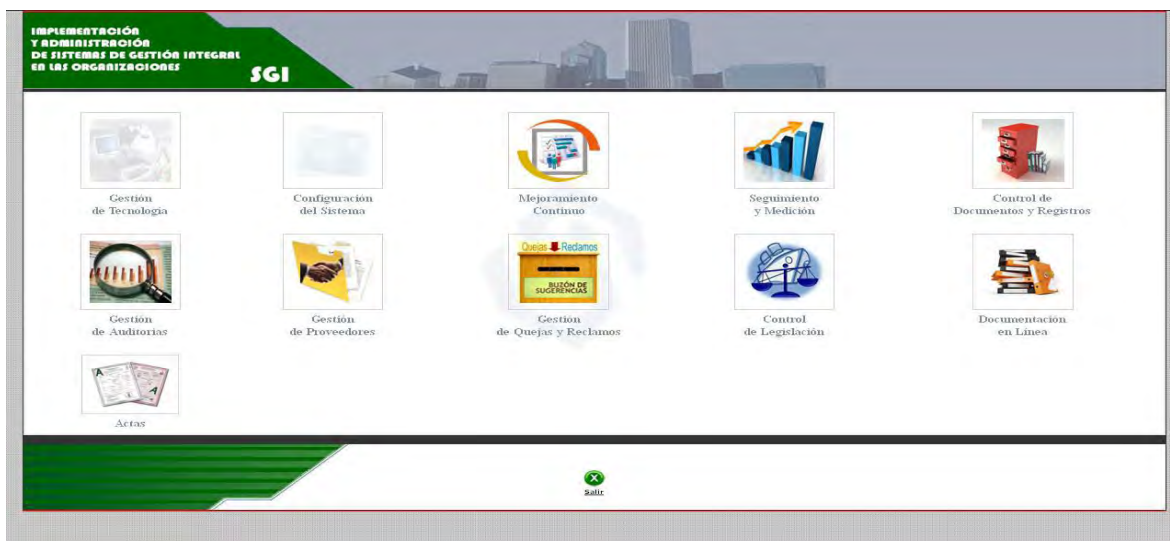 IMPLEMENTACIÓN
Y ADMINISTRACIÓN
DE SISTEMAS DE GESTIÓN INTEGRAL
EN LAS ORGANIZACIONES
SGI
Gestión
de Tecnología
Configuración
del Sistema
Mejoramiento
Continuo
Seguimiento
y Medición
Control de
Documentos y Registros
Quejas Reclamos
BUZÓN DE
SUGERENCIAS
Gestión
de Auditorias
Gestión
de Proveedores
Gestión
de Quejas y Reclamos
Control
de Legislación
Documentación
en Línea
A
A
Actas
X
Salir